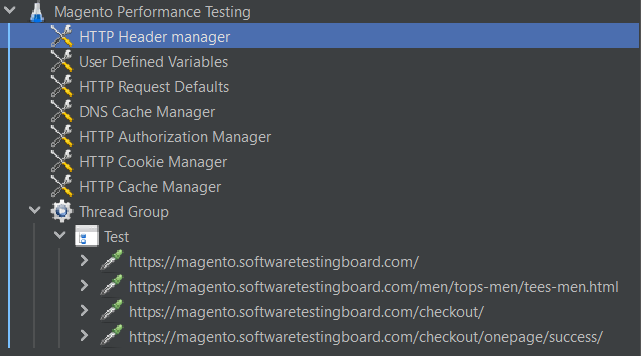 Magento Performance Testing
HTTP Header manager
User Defined Variables
HTTP Request Defaults
DNS Cache Manager
HTTP Authorization Manager
HTTP Cookie Manager
HTTP Cache Manager
Thread Group
Test
https://magento.softwaretestingboard.com/
https://magento.softwaretestingboard.com/men/tops-men/tees-men.html
https://magento.softwaretestingboard.com/checkout/
https://magento.softwaretestingboard.com/checkout/onepage/success/